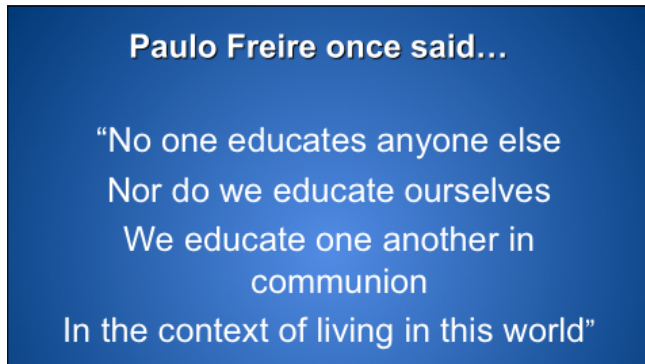 Paulo Freire once said…
“No one educates anyone else
Nor do we educate ourselves
We educate one another in
communion
In the context of living in this world”